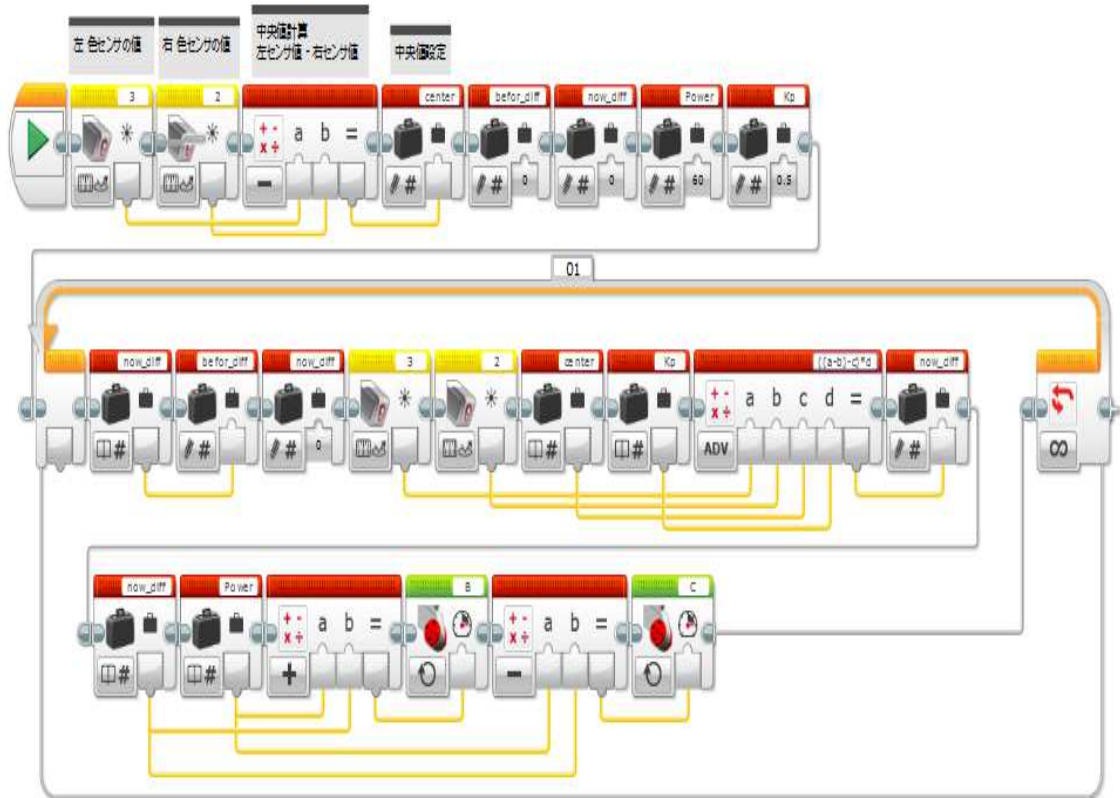 左 色センサの値
右 色センサの値
中央値計算
左センサ値 - 右センサ値
中央値設定
3
2
center
befor_diff
now_diff
Power
Kp
a b =
#
# 0
# 0
# 60
# 0.5
01
now_diff
befor_diff
now_diff
3
2
center
Kp
((a-b)-c)*d
now_diff
a b c d =
#
#
# 0
#
#
ADV
#
∞
now_diff
Power
B
C
a b =
a b =
#
#